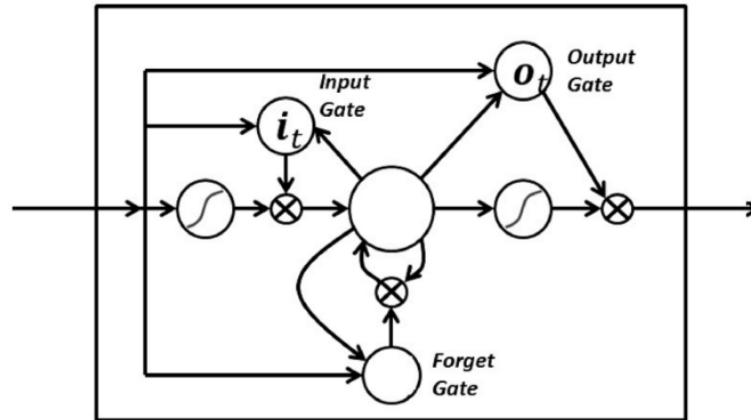 Input
Gate
i_t
o_t
Output
Gate
Forget
Gate